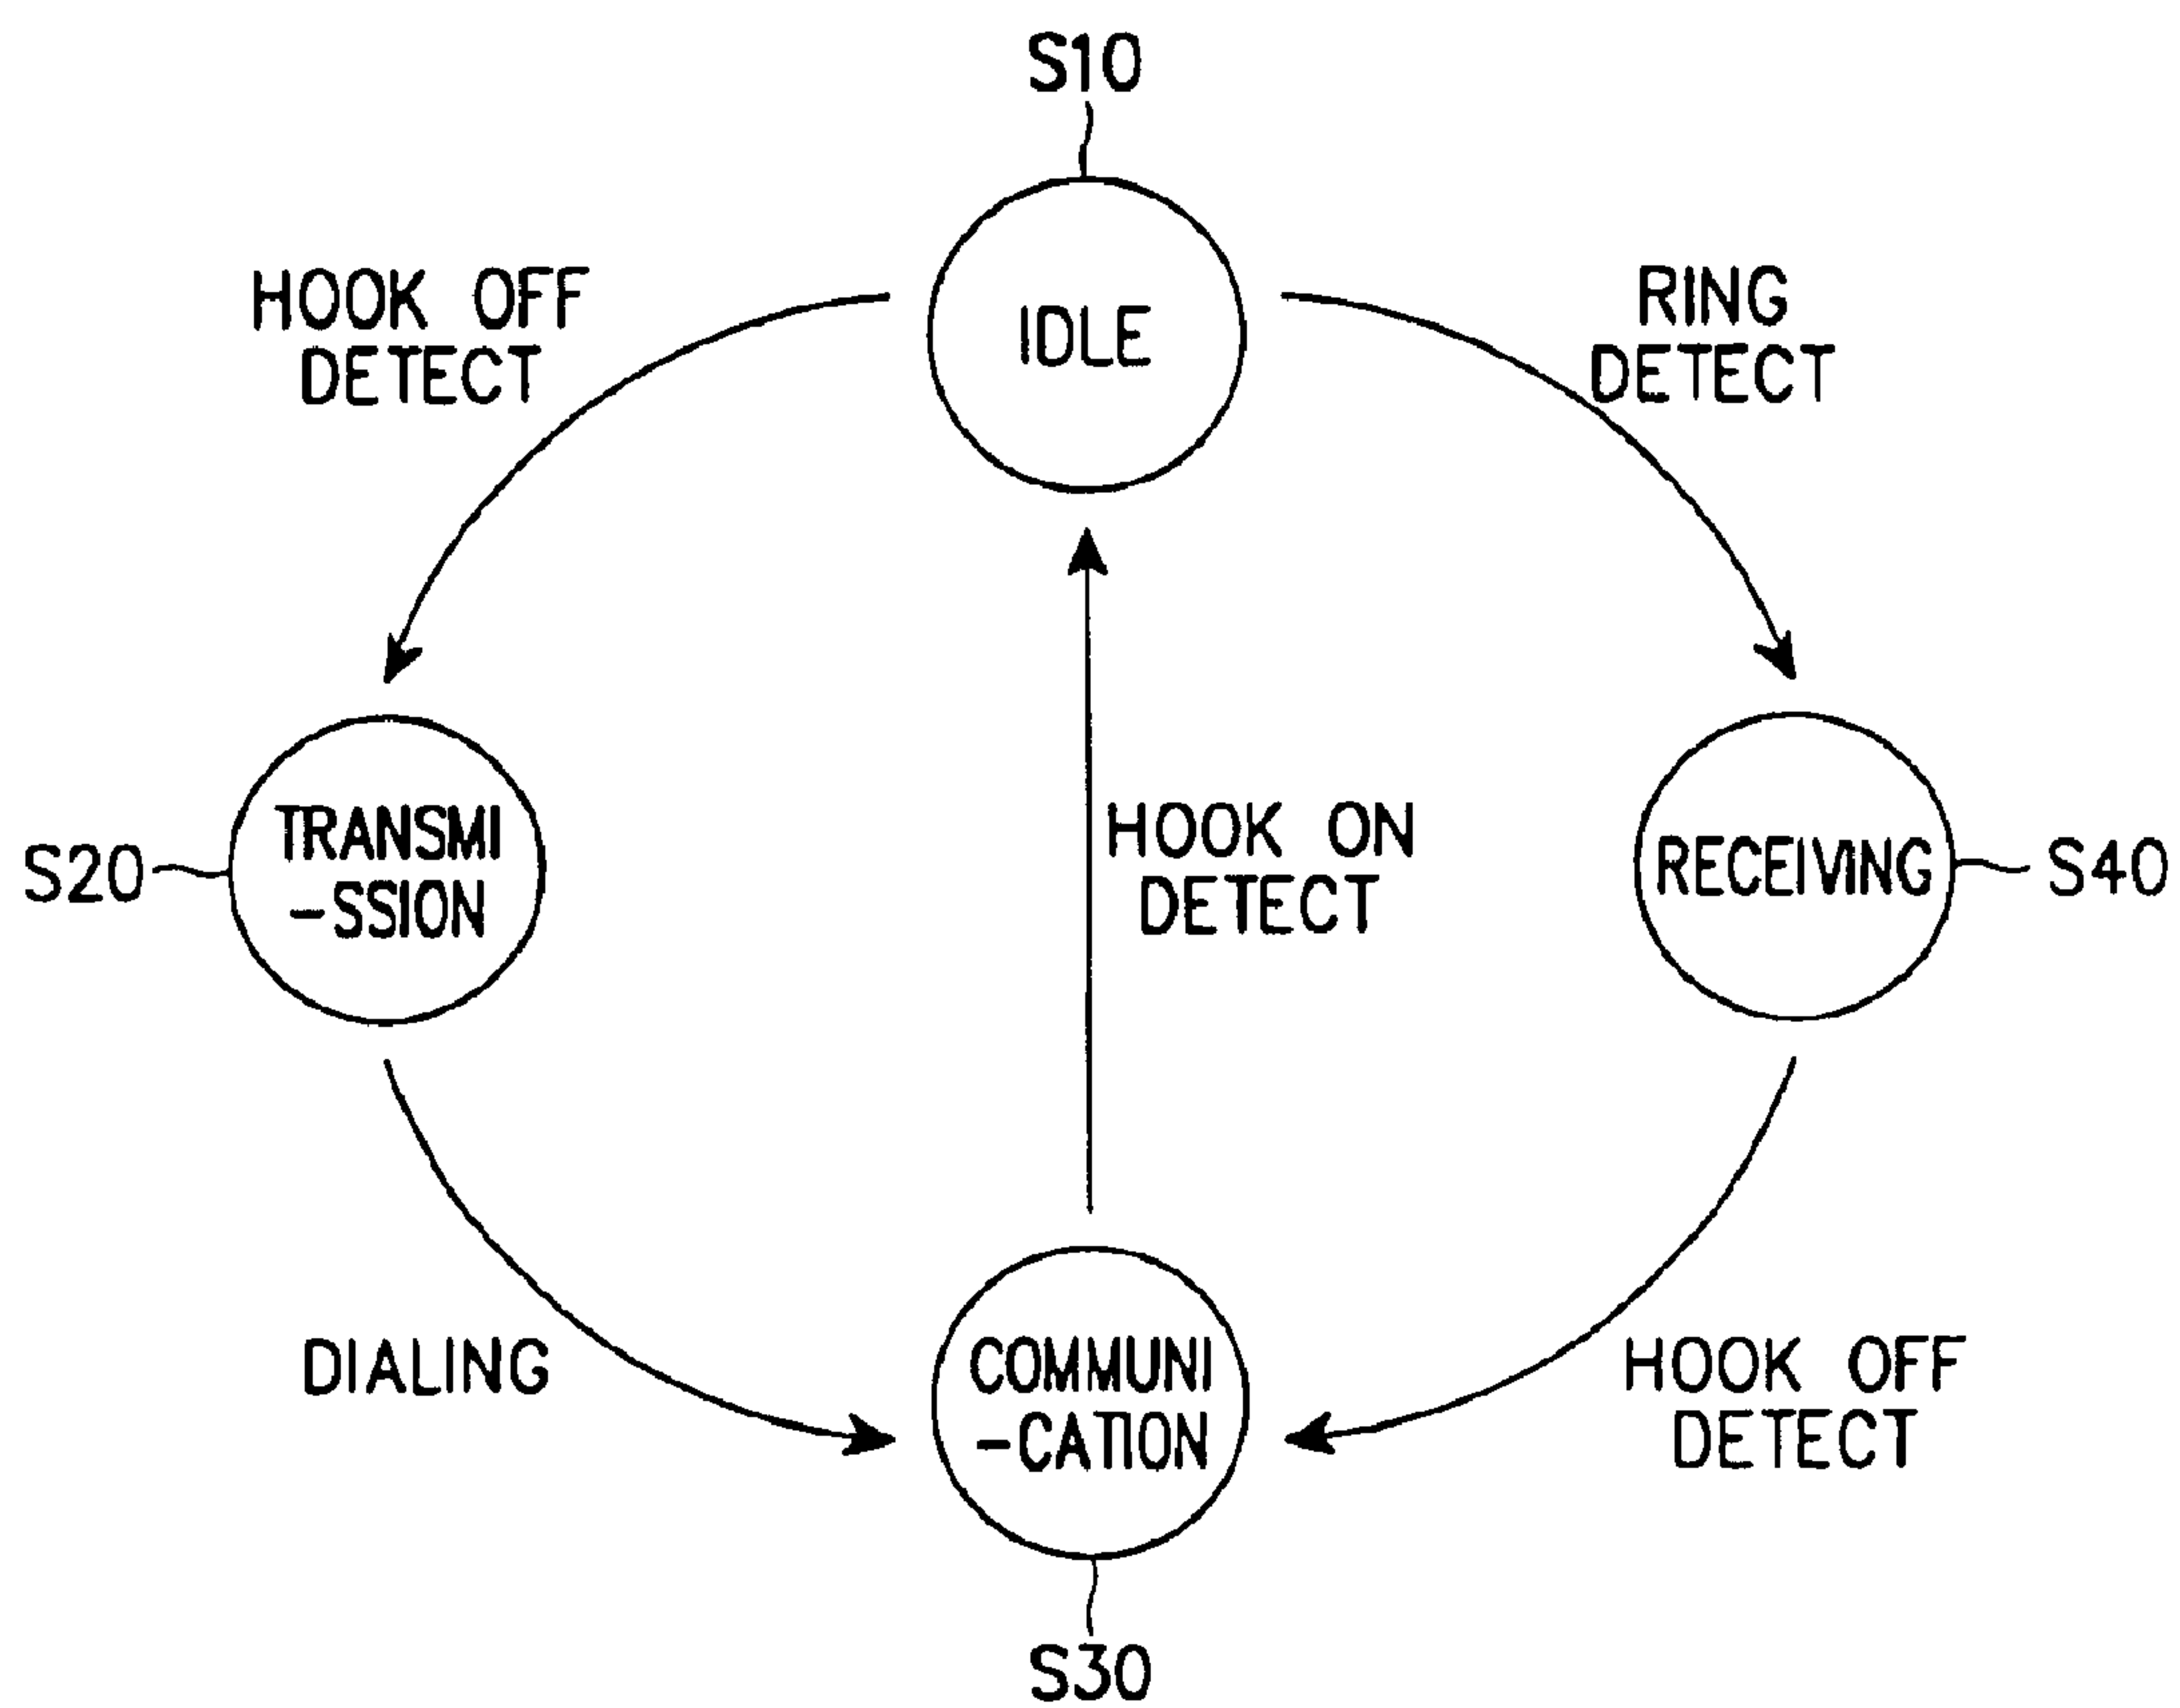 S10
IDLE
HOOK OFF
DETECT
RING
DETECT
TRANSMI
-SSION
S20
HOOK ON
DETECT
RECEIVING
S40
DIALING
COMMUNI
-CATION
HOOK OFF
DETECT
S30